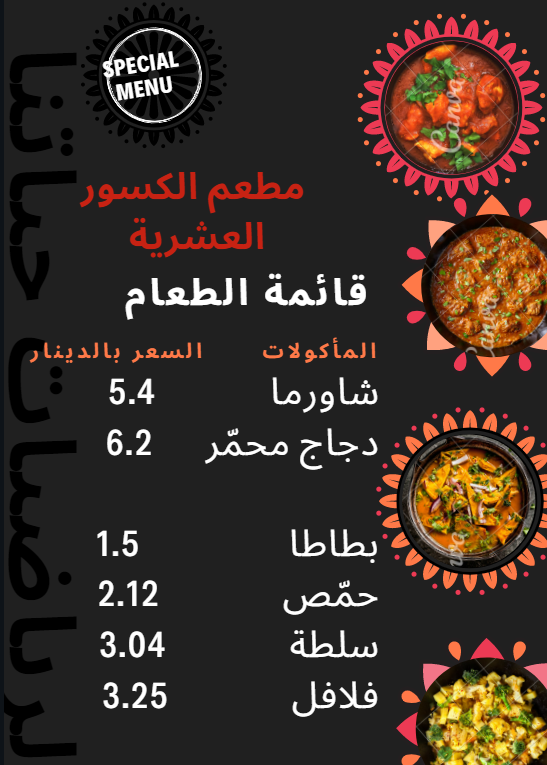 SPECIAL
MENU
مطعم الكسور
العشرية
قائمة الطعام
المأكولات السعر بالدينار
شاورما 5.4
دجاج محمّر 6.2
بطاطا 1.5
حمّص 2.12
سلطة 3.04
فلافل 3.25
Canva